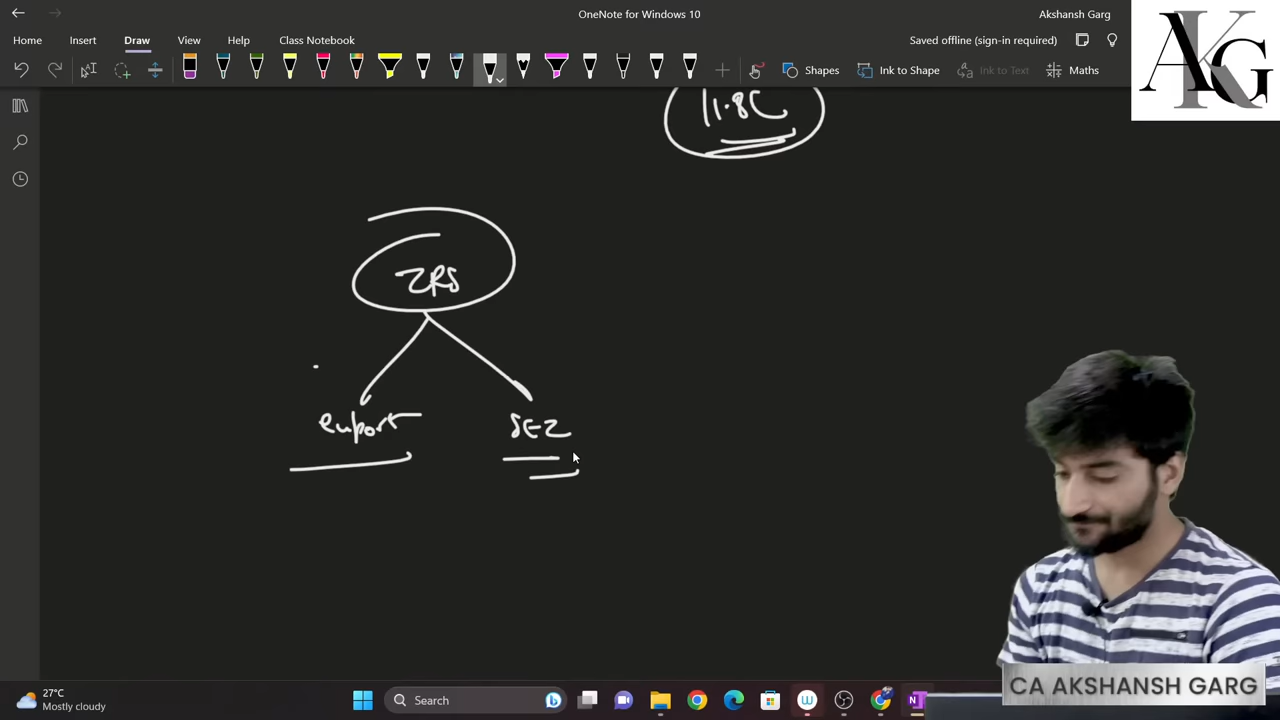 OneNote for Windows 10
Akshansh Garg
Home Insert Draw View Help Class Notebook
Saved offline (sign-in required)
Shapes Ink to Shape Ink to Text Maths
AKG
11.8C
ZRS
export
SEZ
CA AKSHANSH GARG
27°C
Mostly cloudy
Search